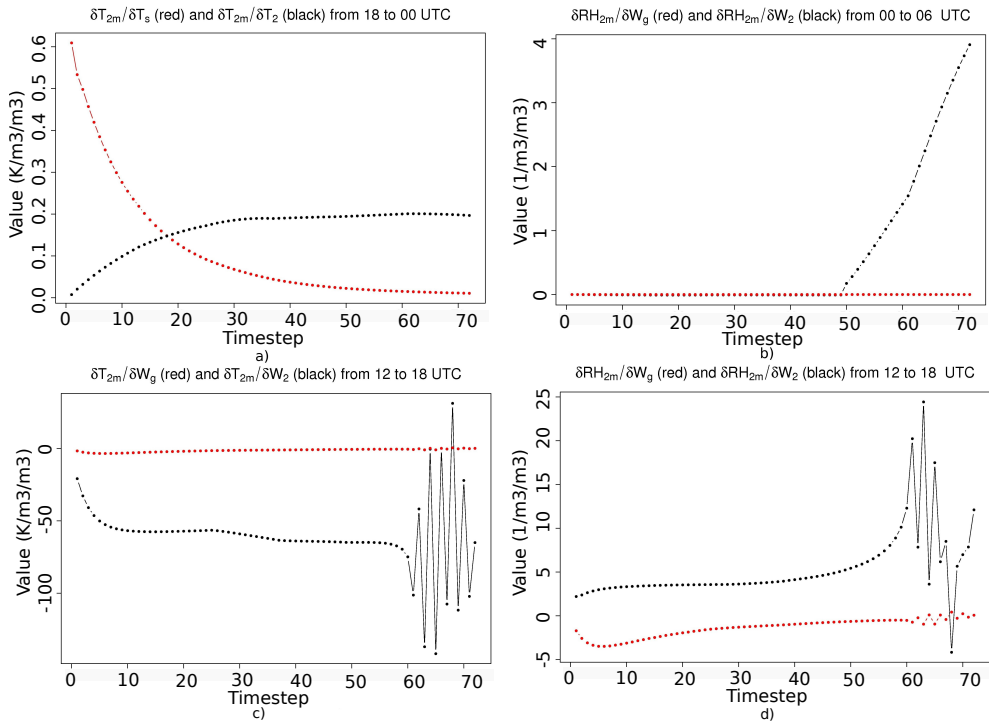 δT2m/δTs (red) and δT2m/δT2 (black) from 18 to 00 UTC
Value (K/m3/m3)
0.0 0.1 0.2 0.3 0.4 0.5 0.6
0 10 20 30 40 50 60 70
Timestep
a)
δRH2m/δWg (red) and δRH2m/δW2 (black) from 00 to 06 UTC
Value (1/m3/m3)
0 1 2 3 4
0 10 20 30 40 50 60 70
Timestep
b)
δT2m/δWg (red) and δT2m/δW2 (black) from 12 to 18 UTC
Value (K/m3/m3)
-100 -50 0
0 10 20 30 40 50 60 70
Timestep
c)
δRH2m/δWg (red) and δRH2m/δW2 (black) from 12 to 18 UTC
Value (1/m3/m3)
-5 0 5 10 15 20 25
0 10 20 30 40 50 60 70
Timestep
d)